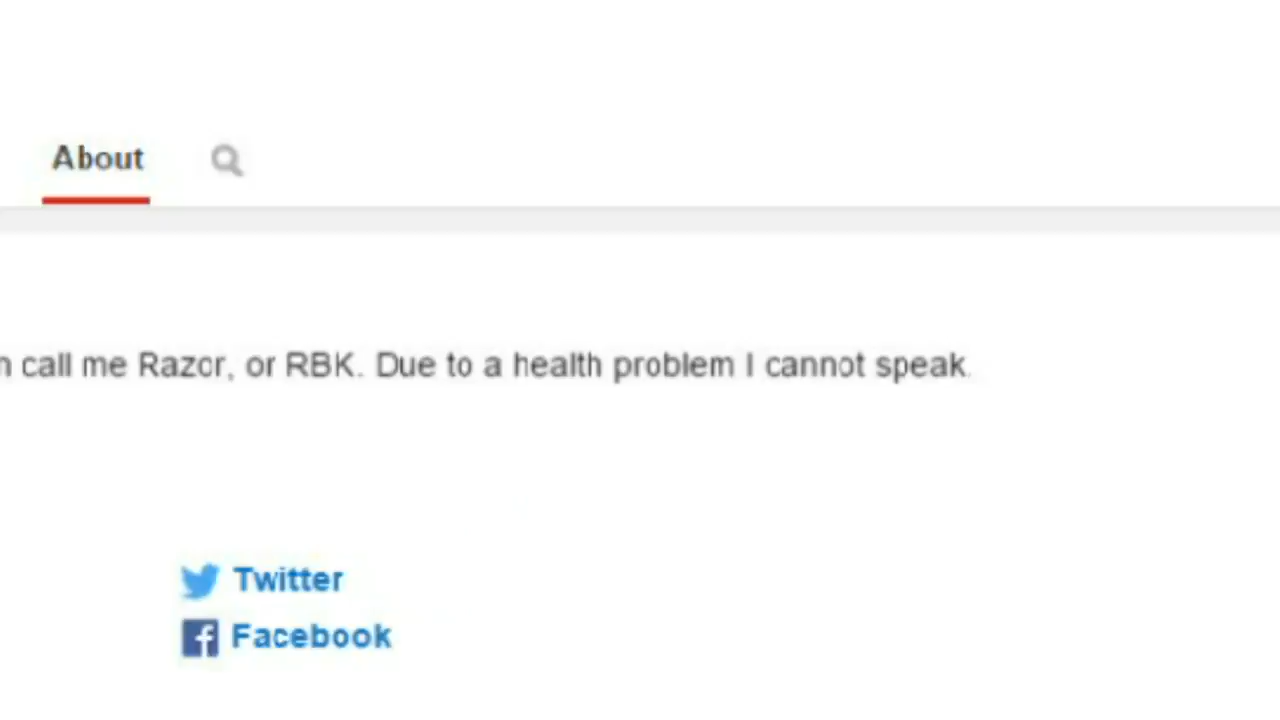 About
n call me Razor, or RBK. Due to a health problem I cannot speak.
Twitter
Facebook